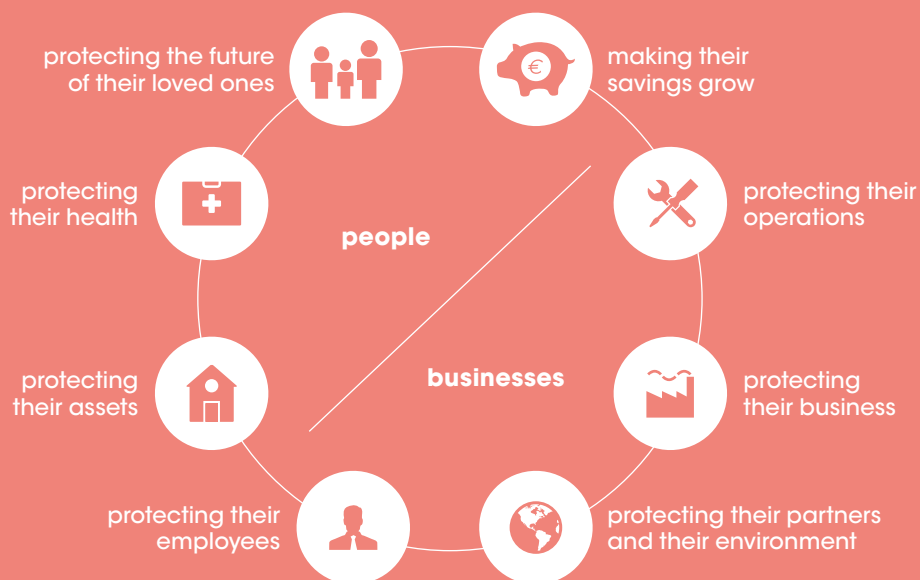 protecting the future
of their loved ones
making their
savings grow
protecting
their health
protecting their
operations
people
businesses
protecting
their assets
protecting
their business
protecting their
employees
protecting their partners
and their environment
€